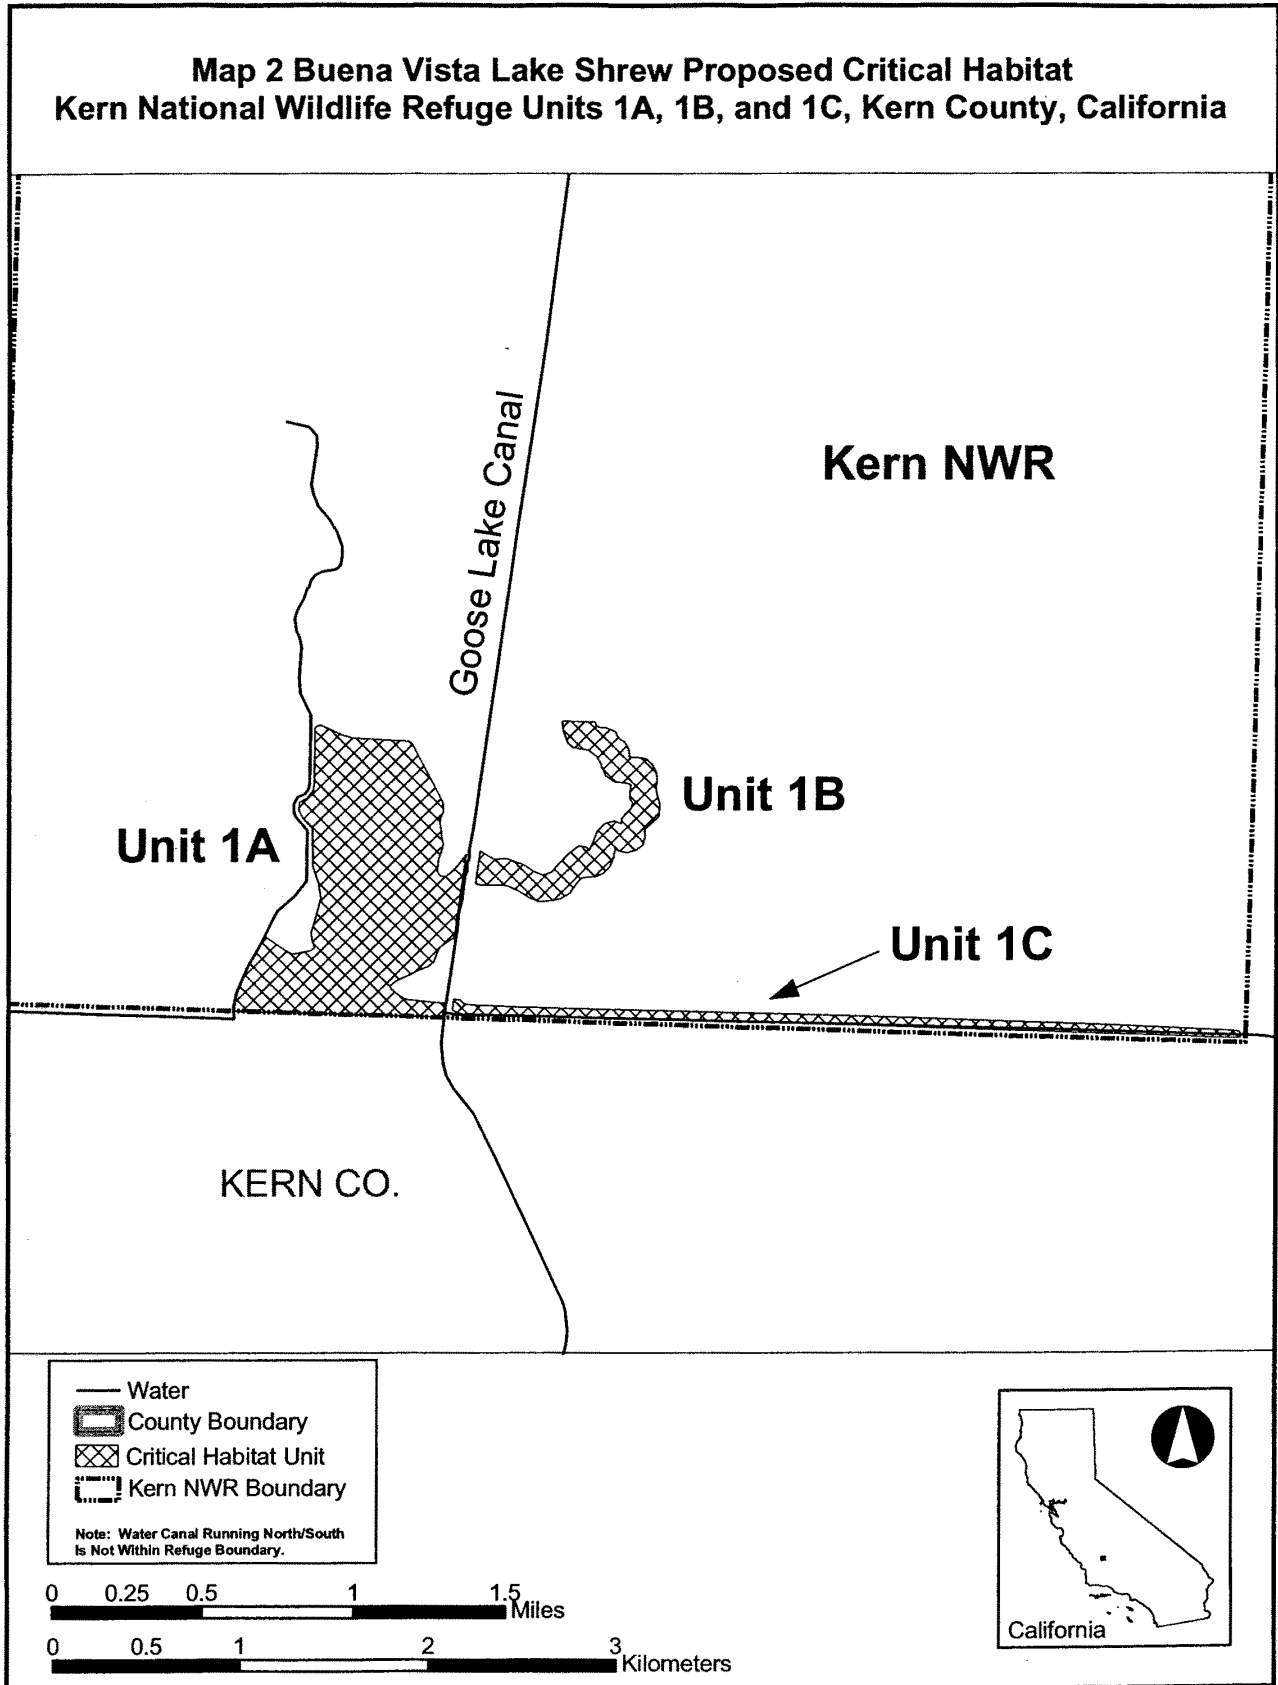 Map 2 Buena Vista Lake Shrew Proposed Critical Habitat
Kern National Wildlife Refuge Units 1A, 1B, and 1C, Kern County, California
Goose Lake Canal
Kern NWR
Unit 1B
Unit 1A
Unit 1C
KERN CO.
Water
County Boundary
Critical Habitat Unit
Kern NWR Boundary
Note: Water Canal Running North/South
Is Not Within Refuge Boundary.
0 0.25 0.5 1 1.5
Miles
0 0.5 1 2 3
Kilometers
California